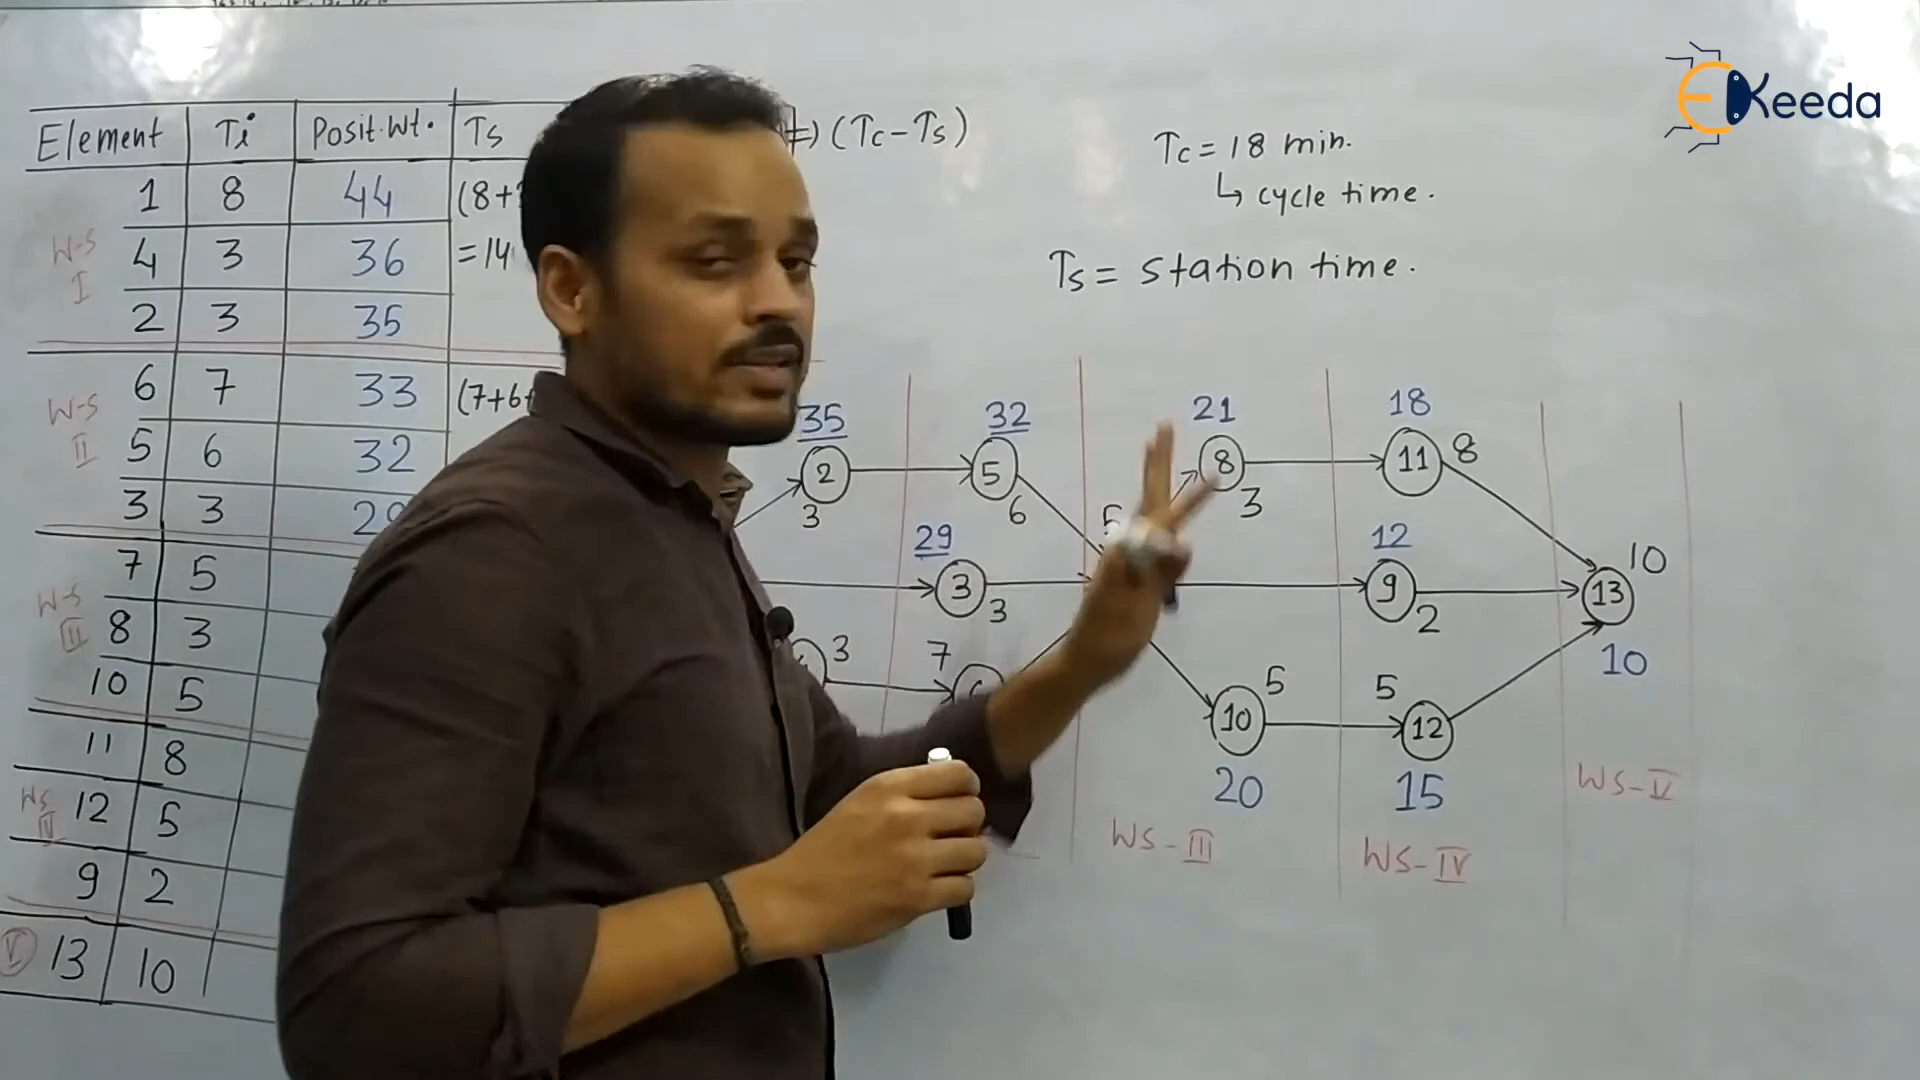 EKeeda
Element Ti Posit.Wt. Ts => (Tc-Ts)
1 8 44 (8+
W-S I
4 3 36 =14
2 3 35
W-S II
6 7 33 (7+6+
5 6 32
3 3 29
W-S III
7 5
8 3
10 5
11 8
WS IV
12 5
9 2
V 13 10
Tc = 18 min.
↳ cycle time.
Ts = station time.
35 2 3
32 5 6
29 3 3
3
7
5
21 8 3
18 11 8
12 9 2
10 5 20
5 12 15
10 13 10
WS-III
WS-IV
WS-V